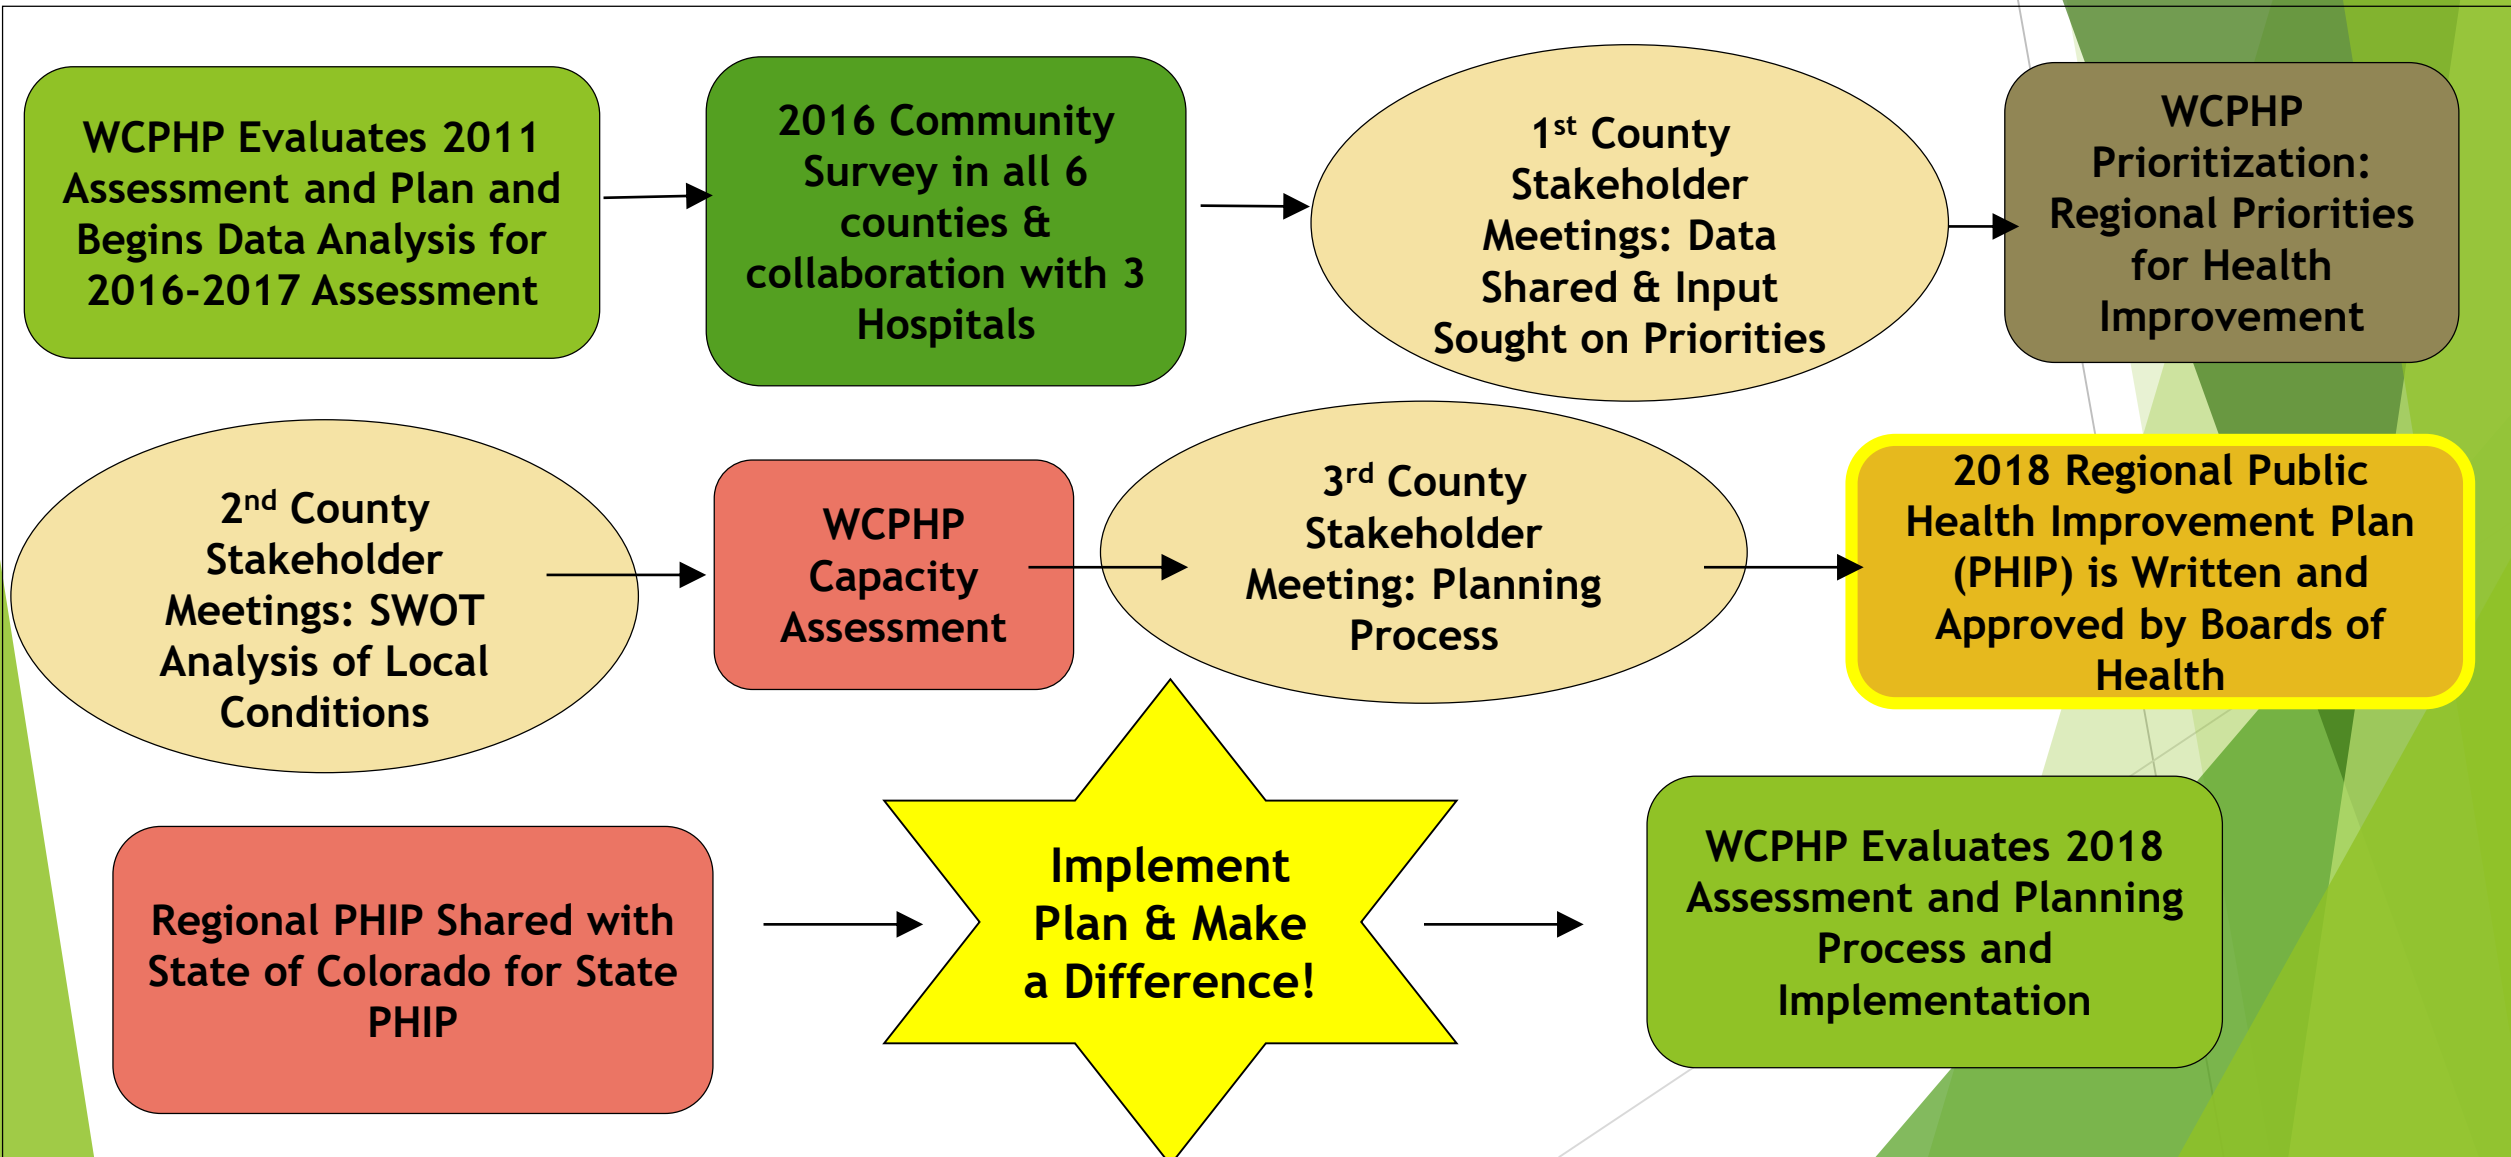 WCPHP Evaluates 2011
Assessment and Plan and
Begins Data Analysis for
2016-2017 Assessment
2016 Community
Survey in all 6
counties &
collaboration with 3
Hospitals
1st County
Stakeholder
Meetings: Data
Shared & Input
Sought on Priorities
WCPHP
Prioritization:
Regional Priorities
for Health
Improvement
2nd County
Stakeholder
Meetings: SWOT
Analysis of Local
Conditions
WCPHP
Capacity
Assessment
3rd County
Stakeholder
Meeting: Planning
Process
2018 Regional Public
Health Improvement Plan
(PHIP) is Written and
Approved by Boards of
Health
Regional PHIP Shared with
State of Colorado for State
PHIP
Implement
Plan & Make
a Difference!
WCPHP Evaluates 2018
Assessment and Planning
Process and
Implementation